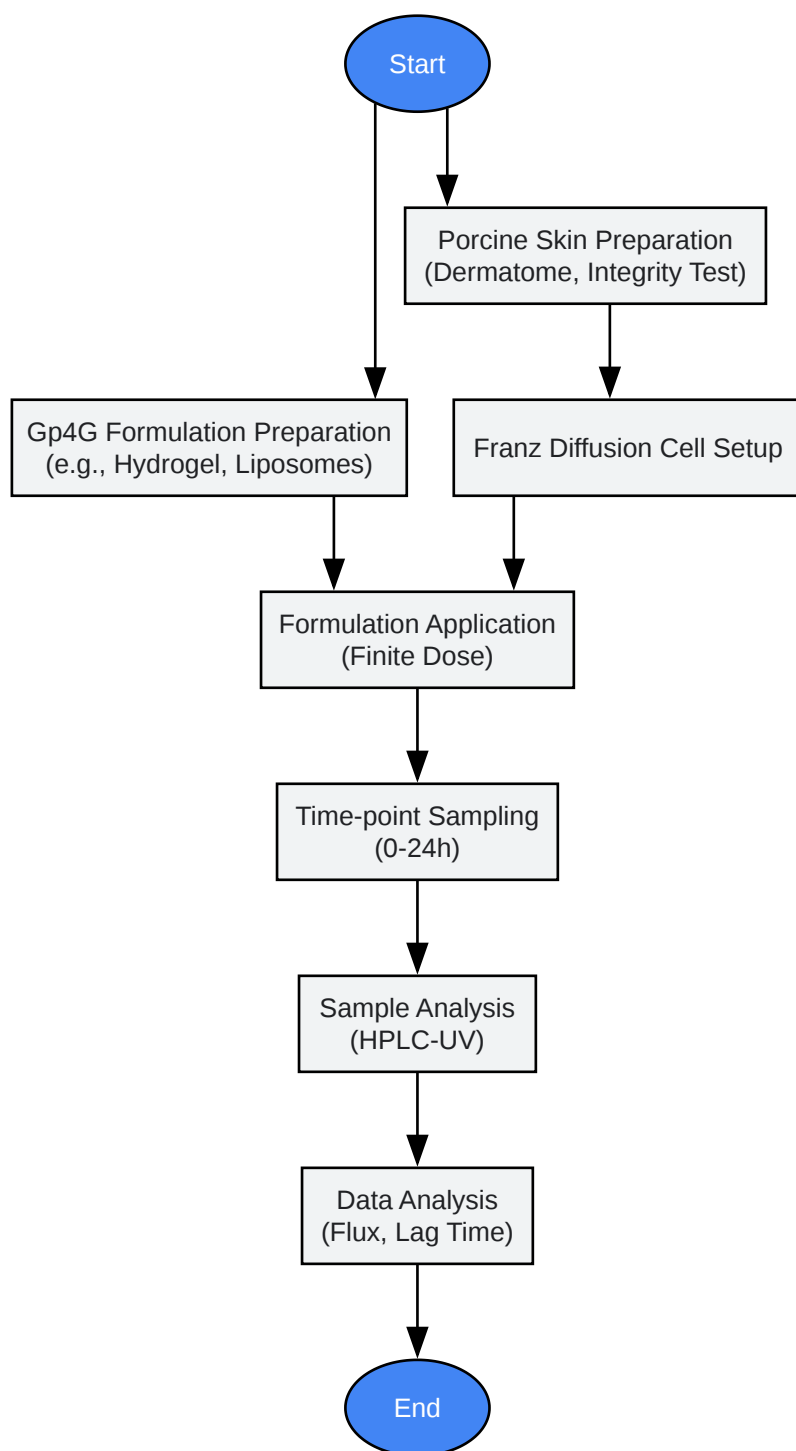 Start
Porcine Skin Preparation
(Dermatome, Integrity Test)
Gp4G Formulation Preparation
(e.g., Hydrogel, Liposomes)
Franz Diffusion Cell Setup
Formulation Application
(Finite Dose)
Time-point Sampling
(0-24h)
Sample Analysis
(HPLC-UV)
Data Analysis
(Flux, Lag Time)
End